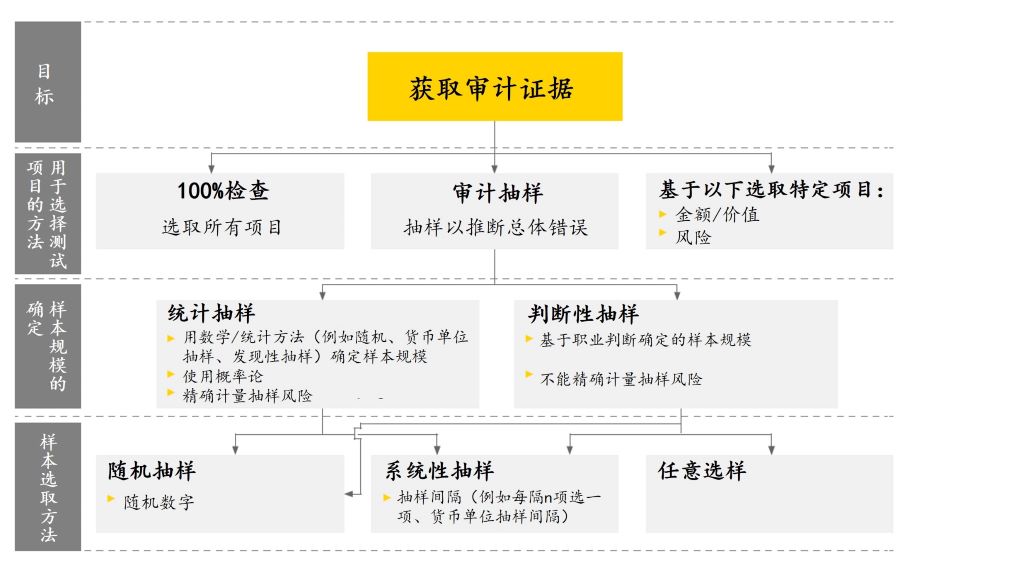 目标
获取审计证据
用于选择测试
项目的方法
100%检查
选取所有项目
审计抽样
抽样以推断总体错误
基于以下选取特定项目:
金额/价值
风险
样本规模的
确定
统计抽样
用数学/统计方法（例如随机、货币单位
抽样、发现性抽样）确定样本规模
使用概率论
精确计量抽样风险
判断性抽样
基于职业判断确定的样本规模
不能精确计量抽样风险
样本选取方法
随机抽样
随机数字
系统性抽样
抽样间隔（例如每隔n项选一
项、货币单位抽样间隔）
任意选样